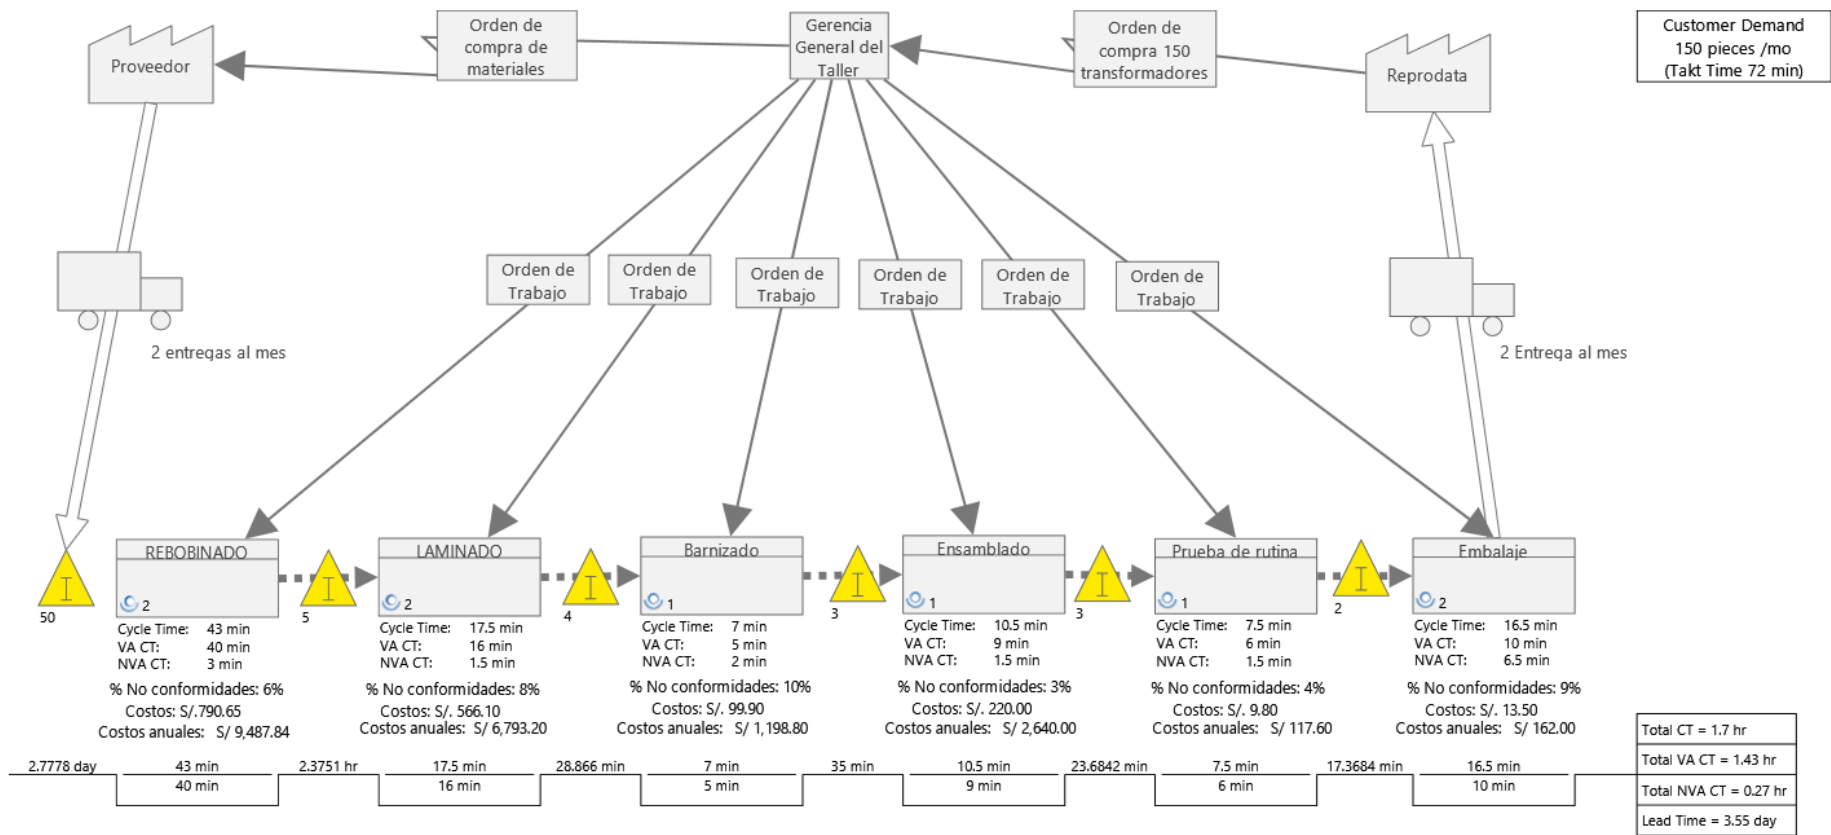 Orden de
compra de
materiales
Gerencia
General del
Taller
Orden de
compra 150
transformadores
Customer Demand
150 pieces /mo
(Takt Time 72 min)
Proveedor
Reprodata
Orden de
Trabajo
Orden de
Trabajo
Orden de
Trabajo
Orden de
Trabajo
Orden de
Trabajo
Orden de
Trabajo
2 entregas al mes
2 Entrega al mes
I
50
REBOBINADO
2
Cycle Time: 43 min
VA CT: 40 min
NVA CT: 3 min
% No conformidades: 6%
Costos: S/.790.65
Costos anuales: S/ 9,487.84
I
5
LAMINADO
2
Cycle Time: 17.5 min
VA CT: 16 min
NVA CT: 1.5 min
% No conformidades: 8%
Costos: S/. 566.10
Costos anuales: S/ 6,793.20
I
4
Barnizado
1
Cycle Time: 7 min
VA CT: 5 min
NVA CT: 2 min
% No conformidades: 10%
Costos: S/. 99.90
Costos anuales: S/ 1,198.80
I
3
Ensamblado
1
Cycle Time: 10.5 min
VA CT: 9 min
NVA CT: 1.5 min
% No conformidades: 3%
Costos: S/. 220.00
Costos anuales: S/ 2,640.00
I
3
Prueba de rutina
1
Cycle Time: 7.5 min
VA CT: 6 min
NVA CT: 1.5 min
% No conformidades: 4%
Costos: S/. 9.80
Costos anuales: S/ 117.60
I
2
Embalaje
2
Cycle Time: 16.5 min
VA CT: 10 min
NVA CT: 6.5 min
% No conformidades: 9%
Costos: S/. 13.50
Costos anuales: S/ 162.00
2.7778 day
43 min
40 min
2.3751 hr
17.5 min
16 min
28.866 min
7 min
5 min
35 min
10.5 min
9 min
23.6842 min
7.5 min
6 min
17.3684 min
16.5 min
10 min
Total CT = 1.7 hr
Total VA CT = 1.43 hr
Total NVA CT = 0.27 hr
Lead Time = 3.55 day